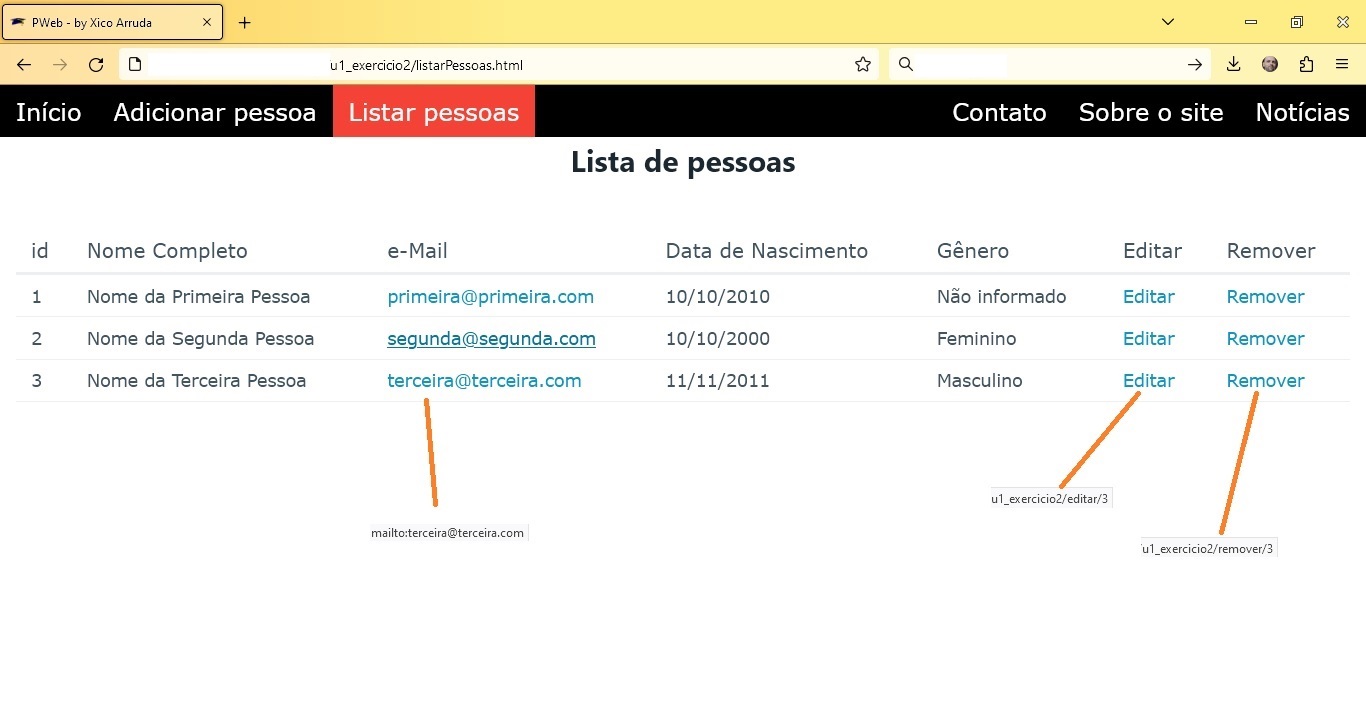 PWeb - by Xico Arruda
u1_exercicio2/listarPessoas.html
Início Adicionar pessoa Listar pessoas Contato Sobre o site Notícias
Lista de pessoas
id Nome Completo e-Mail Data de Nascimento Gênero Editar Remover
1 Nome da Primeira Pessoa primeira@primeira.com 10/10/2010 Não informado Editar Remover
2 Nome da Segunda Pessoa segunda@segunda.com 10/10/2000 Feminino Editar Remover
3 Nome da Terceira Pessoa terceira@terceira.com 11/11/2011 Masculino Editar Remover
u1_exercicio2/editar/3
mailto:terceira@terceira.com
u1_exercicio2/remover/3